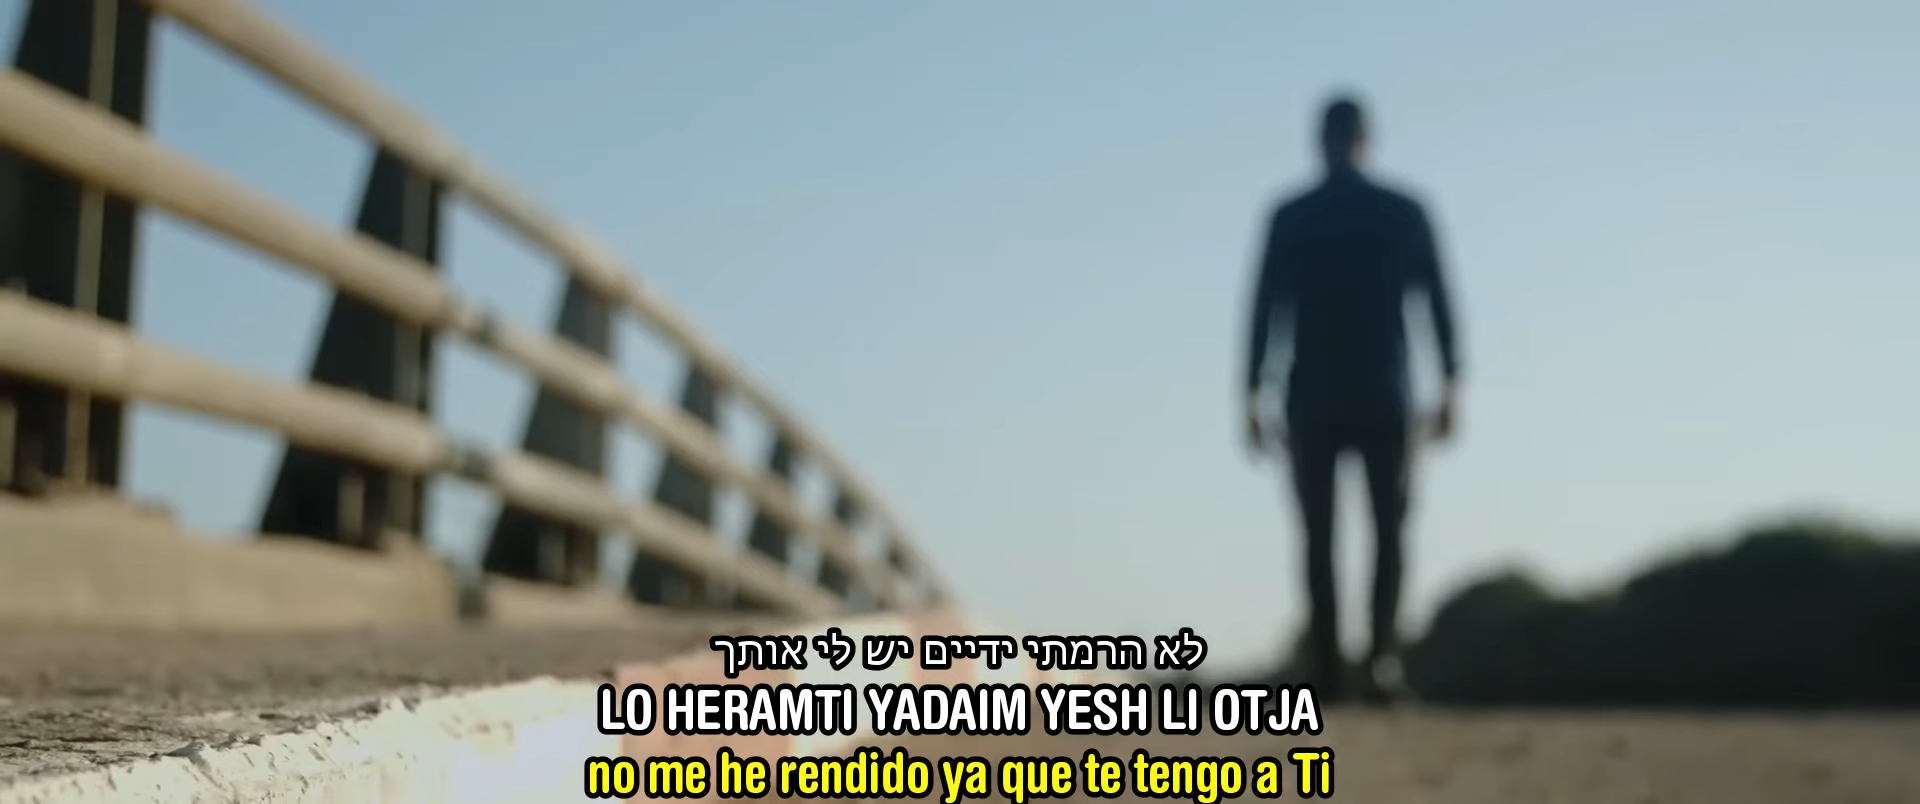 לא הרמתי ידיים יש לי אותך
LO HERAMTI YADAIM YESH LI OTJA
no me he rendido ya que te tengo a Ti